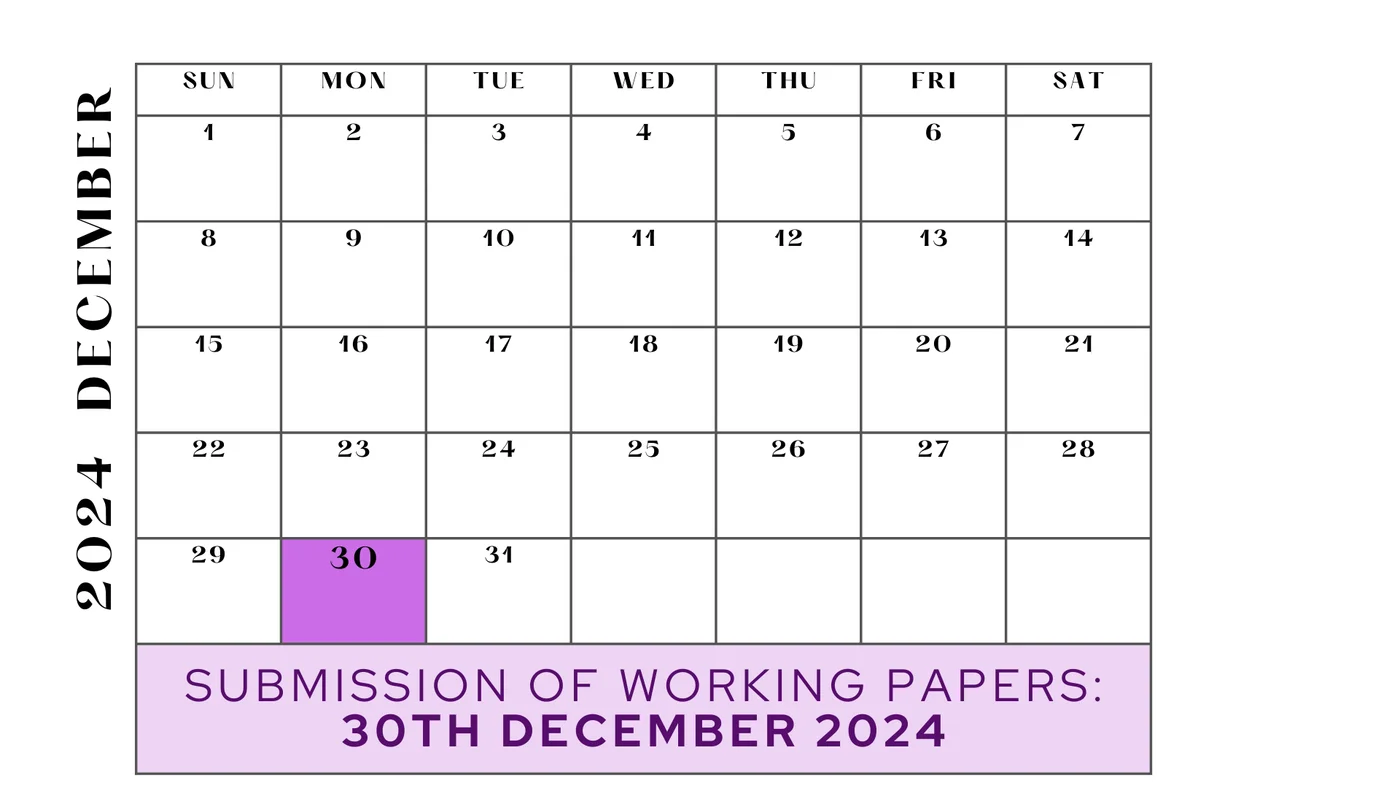 2024 DECEMBER
SUN MON TUE WED THU FRI SAT
1 2 3 4 5 6 7
8 9 10 11 12 13 14
15 16 17 18 19 20 21
22 23 24 25 26 27 28
29 30 31
SUBMISSION OF WORKING PAPERS:
30TH DECEMBER 2024